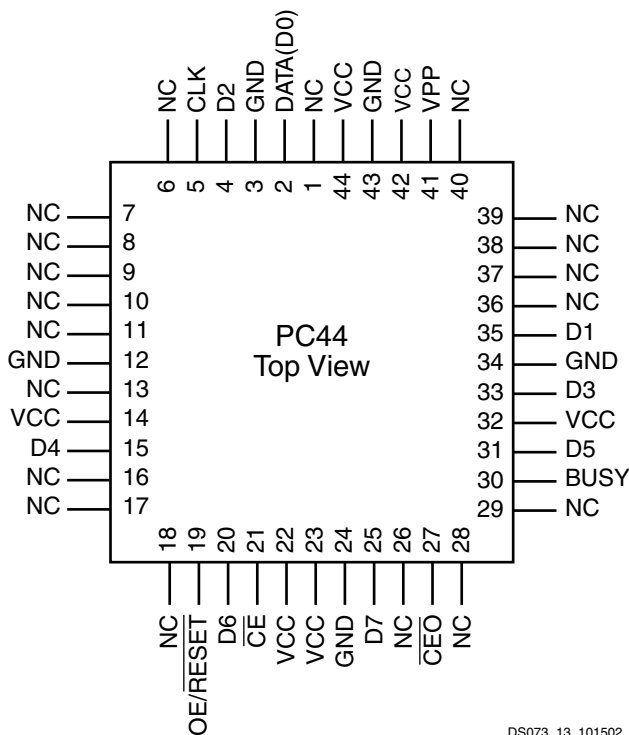 NC
CLK
D2
GND
DATA(D0)
NC
VCC
GND
VCC
VPP
NC
6
5
4
3
2
1
44
43
42
41
40
NC 7
NC 8
NC 9
NC 10
NC 11
GND 12
NC 13
VCC 14
D4 15
NC 16
NC 17
PC44
Top View
39 NC
38 NC
37 NC
36 NC
35 D1
34 GND
33 D3
32 VCC
31 D5
30 BUSY
29 NC
18
19
20
21
22
23
24
25
26
27
28
NC
OE/RESET
D6
CE
VCC
VCC
GND
D7
NC
CEO
NC
DS073_13_101502